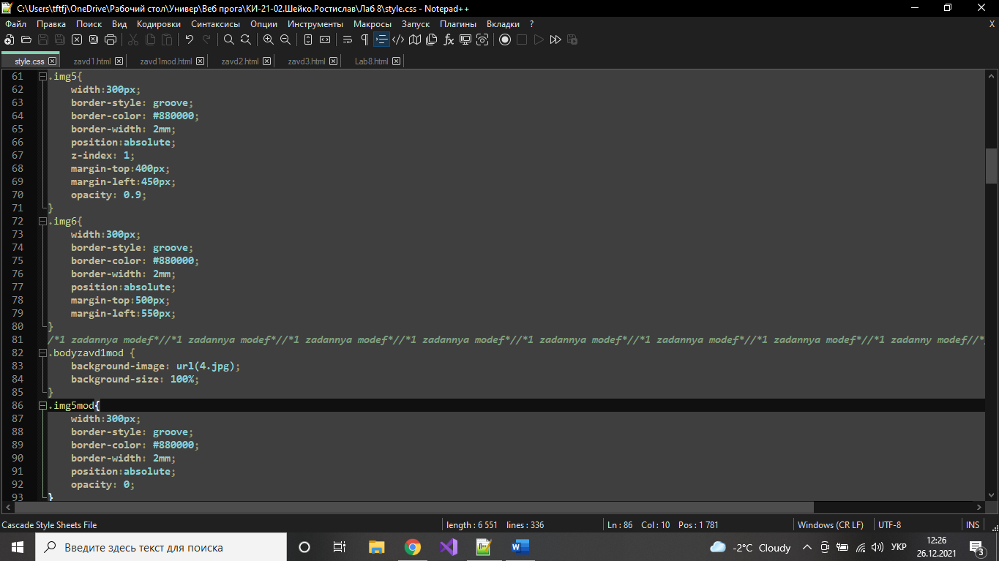 C:\Users\tftfj\OneDrive\Рабочий стол\Универ\Веб прога\КИ-21-02.Шейко.Ростислав\Лаб 8\style.css - Notepad++
Файл Правка Поиск Вид Кодировки Синтаксисы Опции Инструменты Макросы Запуск Плагины Вкладки ? X
style.css zavd1.html zavd1mod.html zavd2.html zavd3.html Lab8.html
61 .img5{
62 width:300px;
63 border-style: groove;
64 border-color: #880000;
65 border-width: 2mm;
66 position:absolute;
67 z-index: 1;
68 margin-top:400px;
69 margin-left:450px;
70 opacity: 0.9;
71 }
72 .img6{
73 width:300px;
74 border-style: groove;
75 border-color: #880000;
76 border-width: 2mm;
77 position:absolute;
78 margin-top:500px;
79 margin-left:550px;
80 }
81 /*1 zadannya modef*//*1 zadannya modef*//*1 zadannya modef*//*1 zadannya modef*//*1 zadannya modef*//*1 zadannya modef*//*1 zadannya modef*//*1 zadanny modef//*
82 .bodyzavd1mod {
83 background-image: url(4.jpg);
84 background-size: 100%;
85 }
86 .img5mod{
87 width:300px;
88 border-style: groove;
89 border-color: #880000;
90 border-width: 2mm;
91 position:absolute;
92 opacity: 0;
93 }
Cascade Style Sheets File length : 6 551 lines : 336 Ln : 86 Col : 10 Pos : 1 781 Windows (CR LF) UTF-8 INS
Введите здесь текст для поиска -2°C Cloudy УКР 12:26 26.12.2021 3